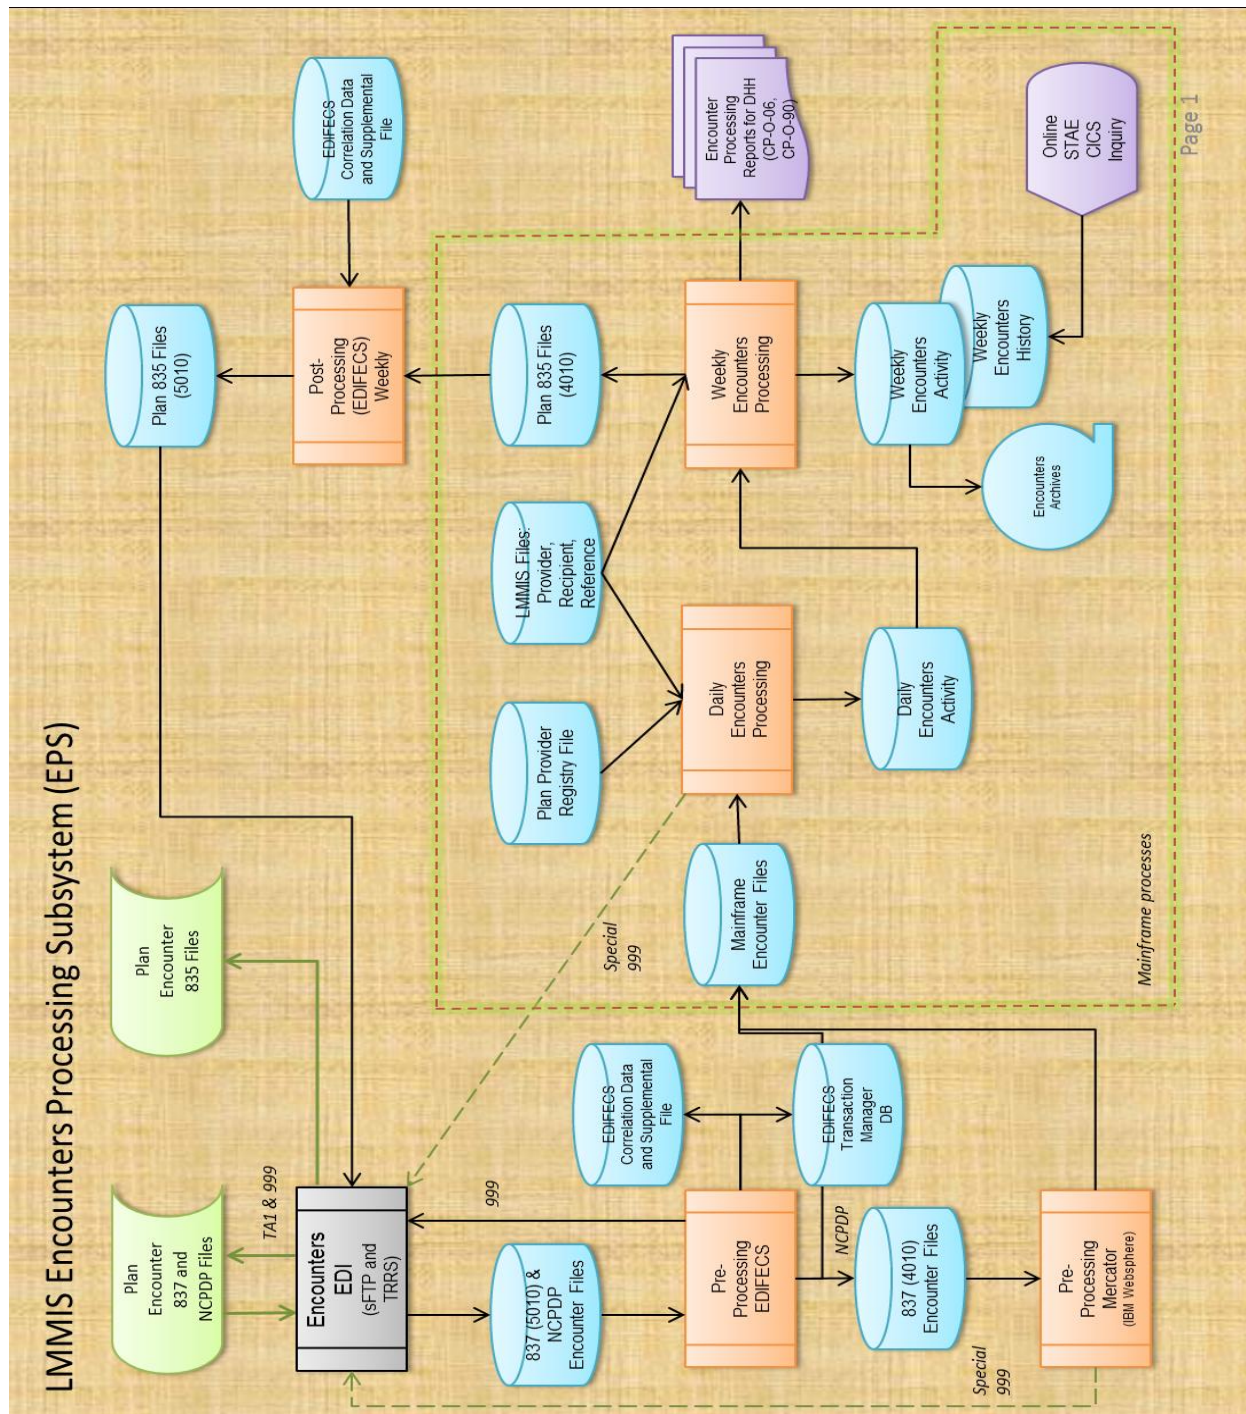 LMMIS Encounters Processing Subsystem (EPS)
Plan
Encounter
837 and
NCPDP Files
Plan
Encounter
835 Files
TA1 & 999
Encounters
EDI
(sFTP and
TRRS)
Plan 835 Files
(5010)
Post-
Processing
(EDIFECS)
Weekly
EDIFECS
Correlation Data
and Supplemental
File
999
837 (5010) &
NCPDP
Encounter Files
Pre-
Processing
EDIFECS
EDIFECS
Correlation Data
and Supplemental
File
EDIFECS
Transaction
Manager
DB
NCPDP
837 (4010)
Encounter Files
Special
999
Pre-
Processing
Mercator
(IBM Websphere)
Special
999
Mainframe
Encounter Files
Plan Provider
Registry File
LMMIS Files:
Provider,
Recipient,
Reference
Plan 835 Files
(4010)
Daily
Encounters
Processing
Weekly
Encounters
Processing
Encounter
Processing
Reports for DHH
(CP-O-06,
CP-O-90)
Daily
Encounters
Activity
Weekly
Encounters
Activity
Weekly
Encounters
History
Encounters
Archives
Online
STAE
CICS
Inquiry
Mainframe processes
Page 1